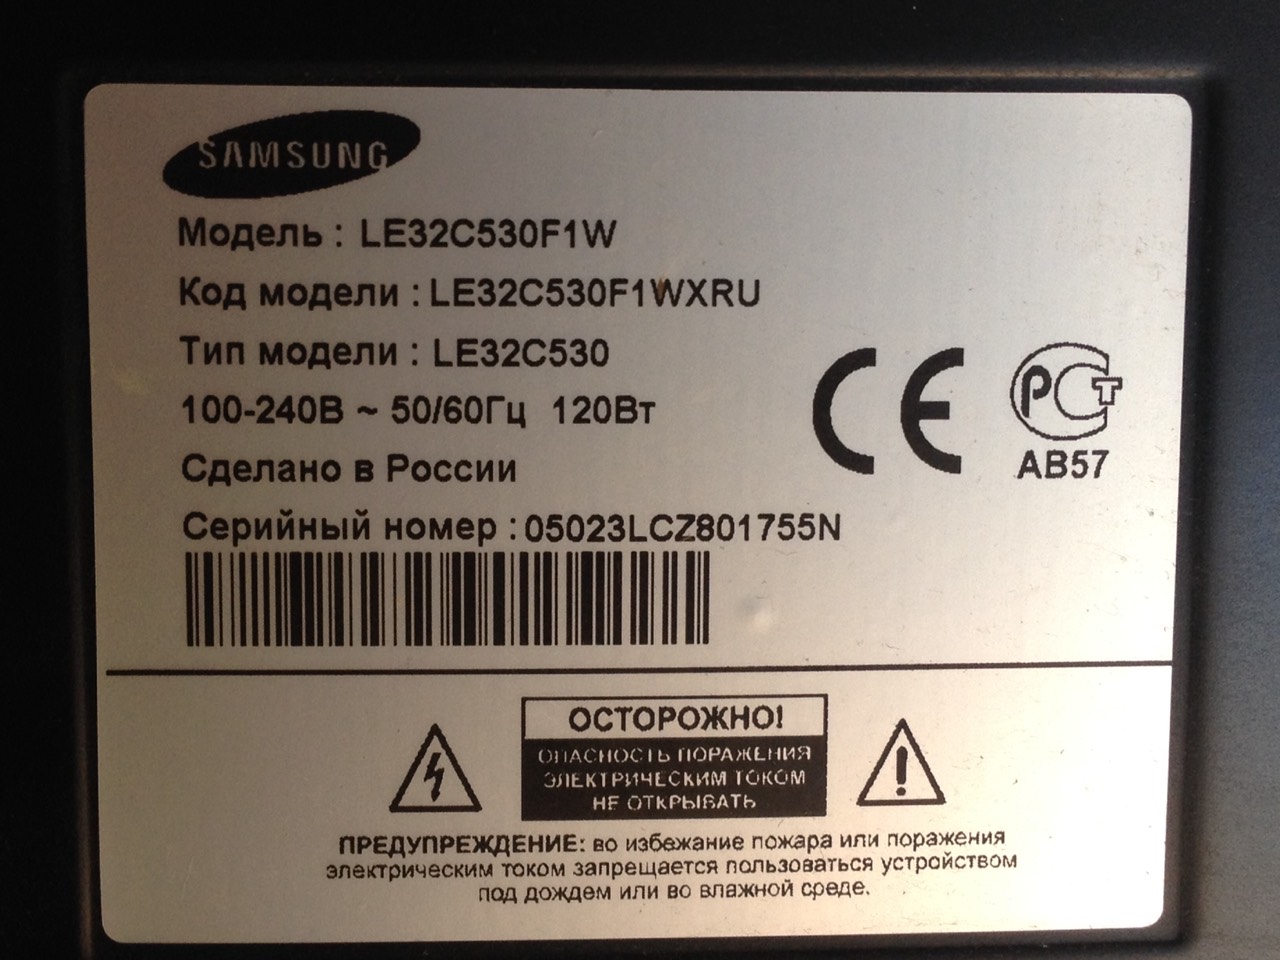 SAMSUNG
Модель : LE32C530F1W
Код модели : LE32C530F1WXRU
Тип модели : LE32C530
100-240В ~ 50/60Гц 120Вт
Сделано в России
Серийный номер : 05023LCZ801755N
CE
РСТ
АВ57
ОСТОРОЖНО!
ОПАСНОСТЬ ПОРАЖЕНИЯ
ЭЛЕКТРИЧЕСКИМ ТОКОМ
НЕ ОТКРЫВАТЬ
ПРЕДУПРЕЖДЕНИЕ: во избежание пожара или поражения
электрическим током запрещается пользоваться устройством
под дождем или во влажной среде.